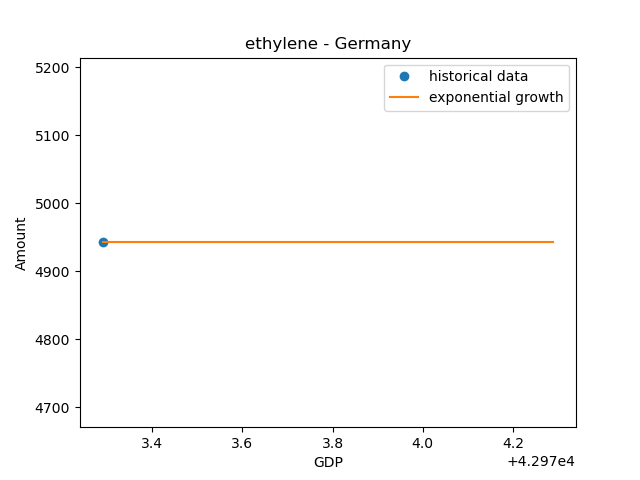 ethylene - Germany
historical data
exponential growth
5200
5100
5000
4900
4800
4700
Amount
3.4 3.6 3.8 4.0 4.2
+4.297e4
GDP